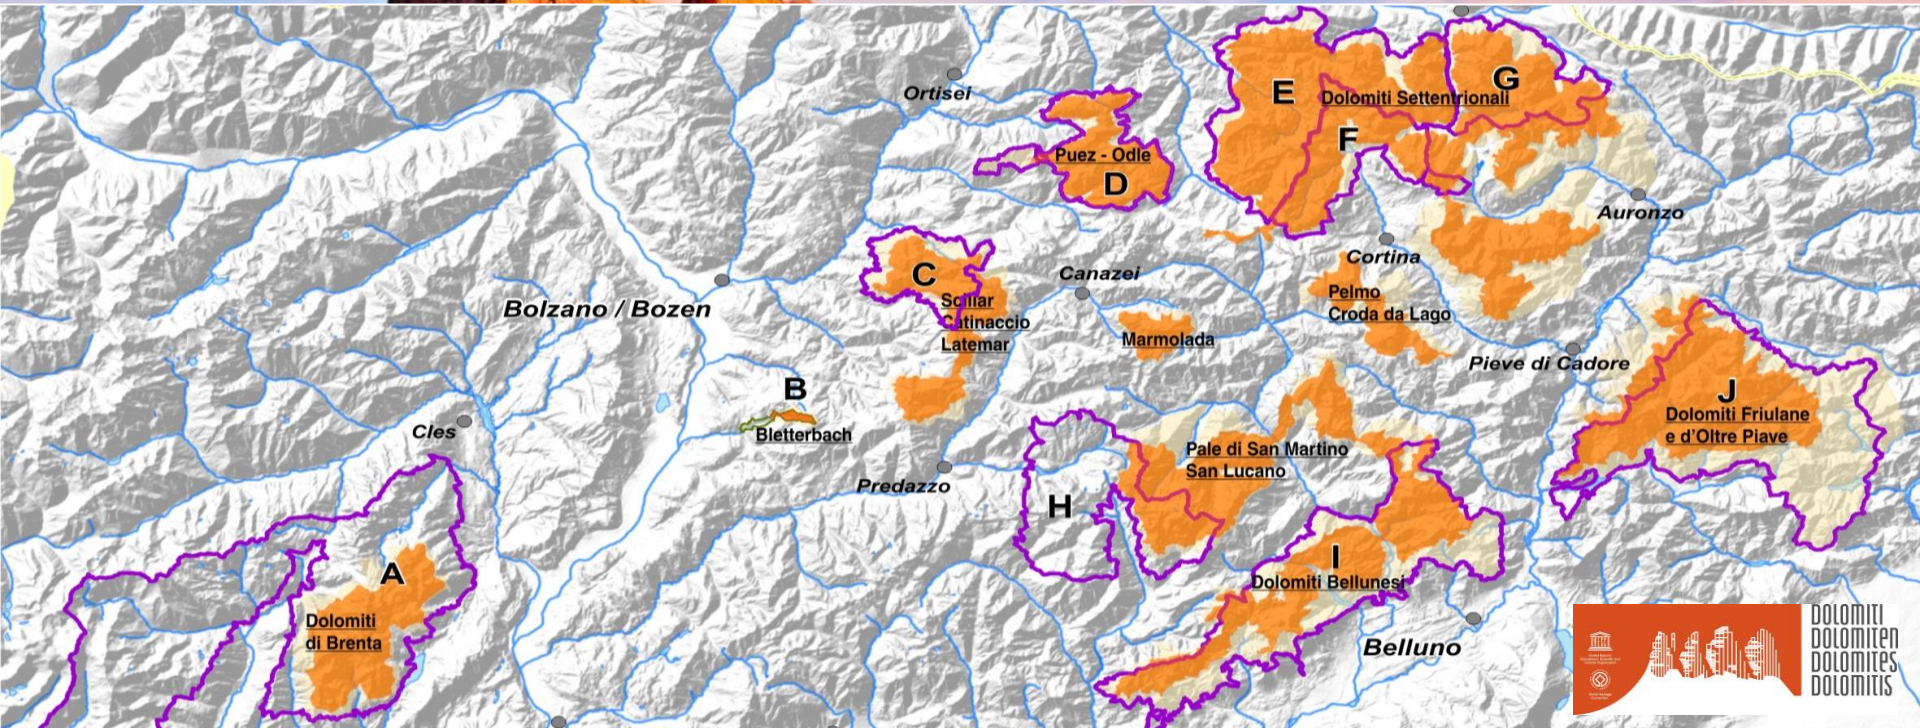 E
G
Ortisei
Dolomiti Settentrionali
F
Puez - Odle
D
Auronzo
Cortina
C
Canazei
Sciliar
Catinaccio
Latemar
Bolzano / Bozen
Pelmo
Croda da Lago
Marmolada
Pieve di Cadore
B
Bletterbach
J
Dolomiti Friulane
e d'Oltre Piave
Cles
Pale di San Martino
San Lucano
Predazzo
H
I
Dolomiti Bellunesi
A
Dolomiti
di Brenta
Belluno
DOLOMITI
DOLOMITEN
DOLOMITES
DOLOMITIS